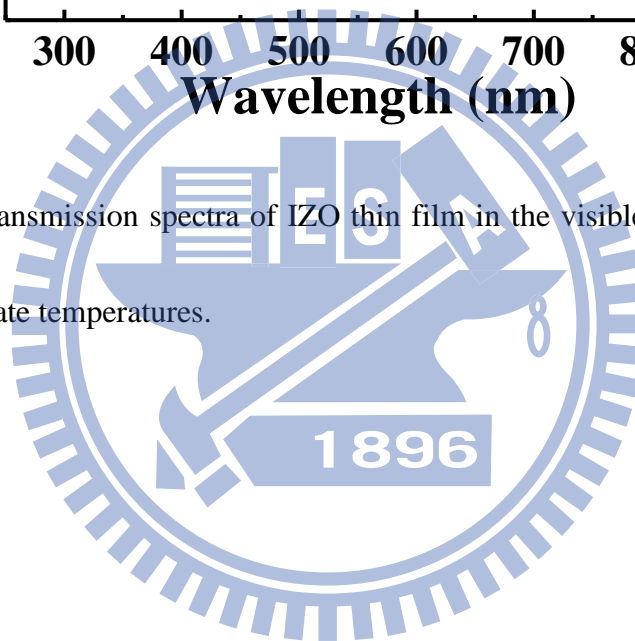 300 400 500 600 700 8
Wavelength (nm)
E S A
ansmission spectra of IZO thin film in the visible
ate temperatures.
8
1896